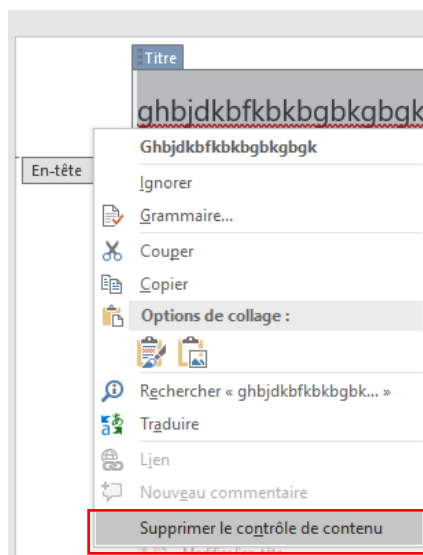 Titre
ghbjdkbfkbkbgbkgbgk
En-tête
Ghbjdkbfkbkbgbkgbgk
Ignorer
Grammaire...
Couper
Copier
Options de collage :
Rechercher « ghbjdkbfkbkbgbk... »
Traduire
Lien
Nouveau commentaire
Supprimer le contrôle de contenu